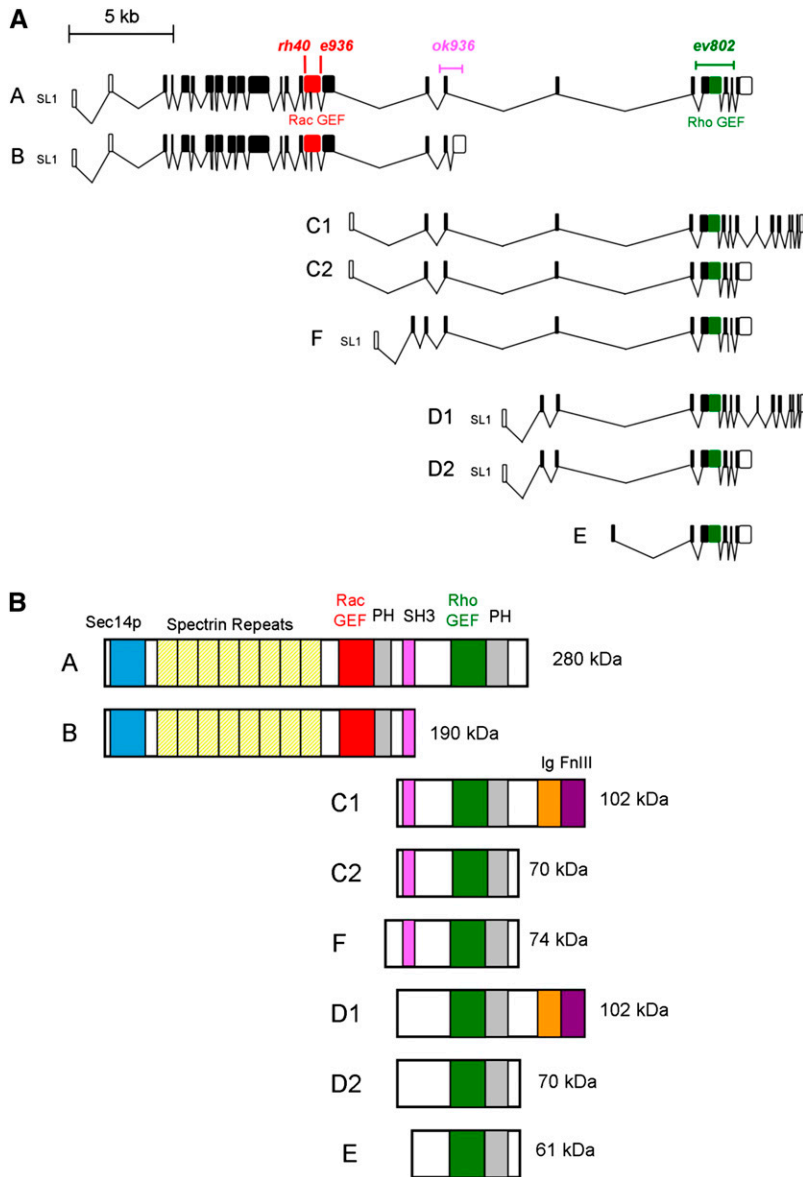 A
5 kb
rh40 e936 ok936 ev802
A SL1
Rac GEF Rho GEF
B SL1
C1
C2
F SL1
D1 SL1
D2 SL1
E
B
Sec14p Spectrin Repeats Rac GEF PH SH3 Rho GEF PH
A 280 kDa
B 190 kDa
Ig FnIII
C1 102 kDa
C2 70 kDa
F 74 kDa
D1 102 kDa
D2 70 kDa
E 61 kDa